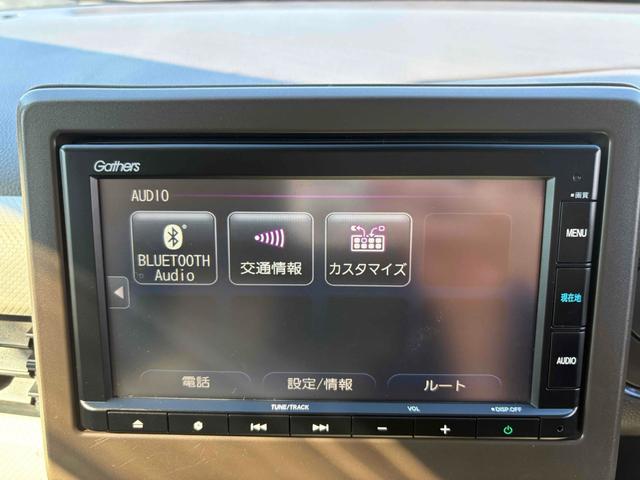 Gathers
AUDIO
■画質
MENU
現在地
AUDIO
BLUETOOTH
Audio
交通情報
カスタマイズ
電話
設定/情報
ルート
TUNE/TRACK
VOL
●DISP.OFF